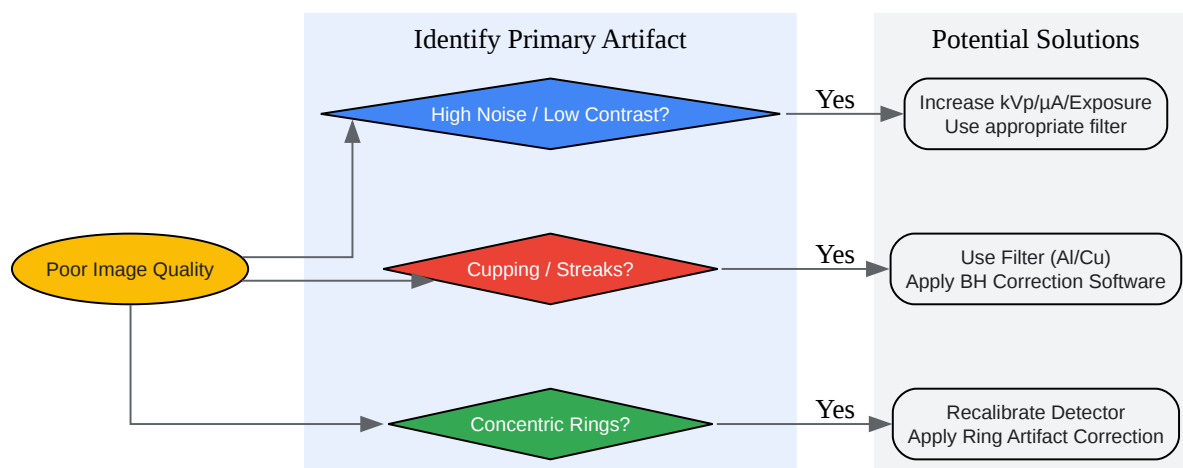 Identify Primary Artifact
Potential Solutions
High Noise / Low Contrast?
Yes
Increase kVp/µA/Exposure
Use appropriate filter
Poor Image Quality
Cupping / Streaks?
Yes
Use Filter (Al/Cu)
Apply BH Correction Software
Concentric Rings?
Yes
Recalibrate Detector
Apply Ring Artifact Correction